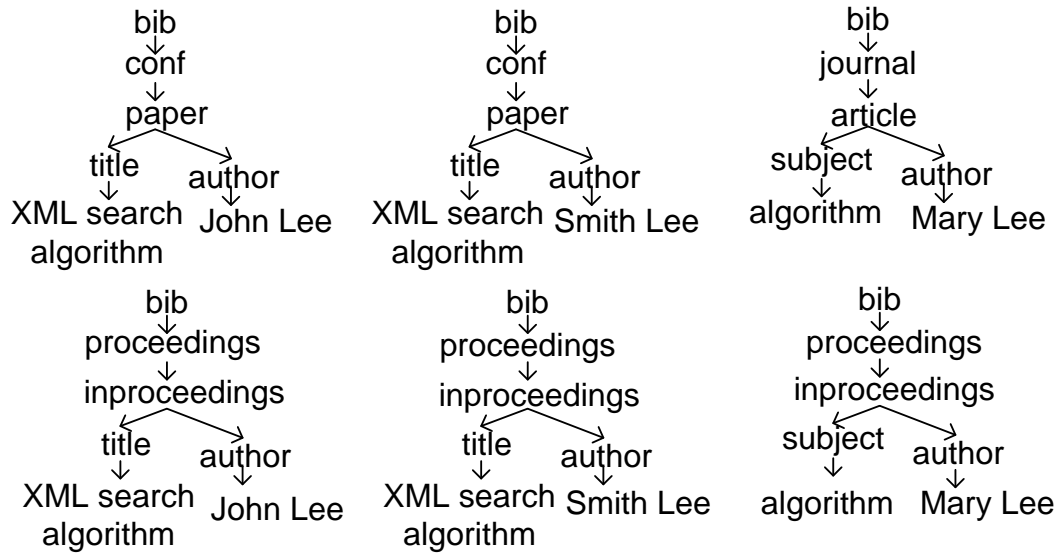 bib
conf
paper
title
author
XML search
algorithm
John Lee
bib
conf
paper
title
author
XML search
algorithm
Smith Lee
bib
journal
article
subject
author
algorithm
Mary Lee
bib
proceedings
inproceedings
title
author
XML search
algorithm
John Lee
bib
proceedings
inproceedings
title
author
XML search
algorithm
Smith Lee
bib
proceedings
inproceedings
subject
author
algorithm
Mary Lee